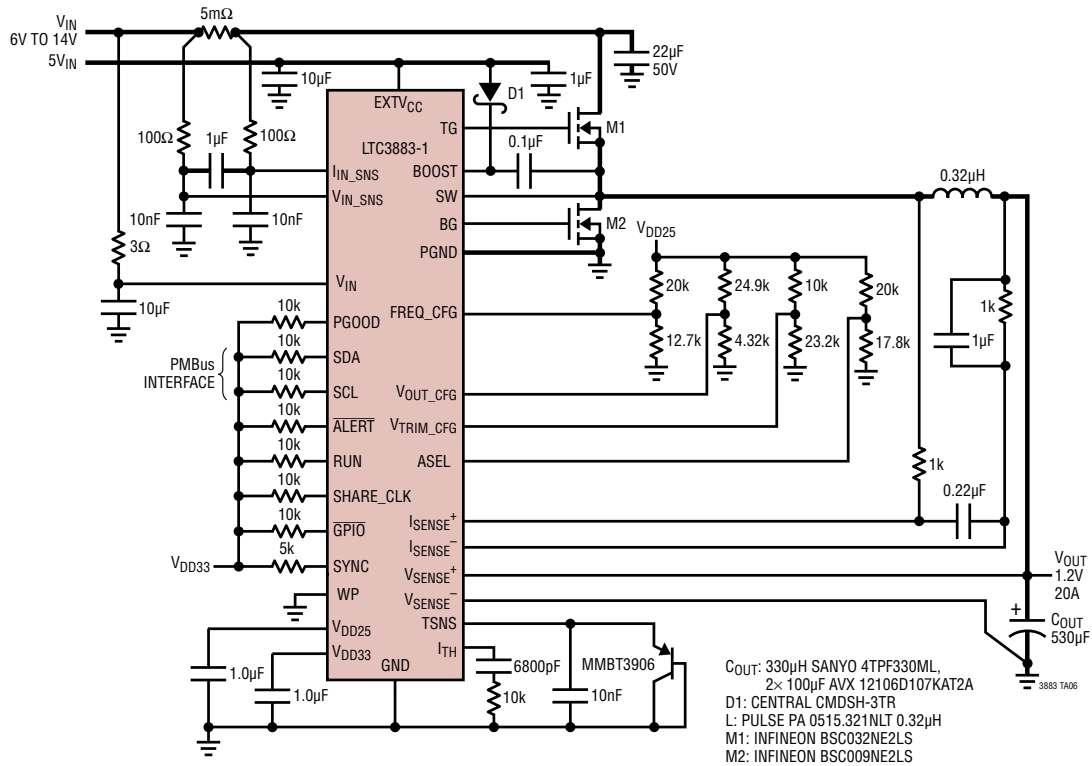 V_IN
6V TO 14V
5mΩ
5V_IN
22µF
50V
10µF
1µF
D1
EXTV_CC
TG
M1
100Ω
1µF
100Ω
LTC3883-1
0.1µF
I_IN_SNS
BOOST
0.32µH
V_IN_SNS
SW
10nF
10nF
BG
M2
V_DD25
3Ω
PGND
V_IN
20k
24.9k
10k
20k
10µF
FREQ_CFG
1k
10k
PGOOD
12.7k
4.32k
23.2k
17.8k
1µF
PMBus
INTERFACE
10k
SDA
10k
SCL
V_OUT_CFG
10k
ALERT
V_TRIM_CFG
10k
RUN
ASEL
1k
10k
SHARE_CLK
0.22µF
10k
GPIO
I_SENSE+
5k
I_SENSE–
V_DD33
SYNC
V_SENSE+
V_OUT
1.2V
20A
WP
V_SENSE–
+
C_OUT
530µF
V_DD25
TSNS
V_DD33
I_TH
1.0µF
GND
6800pF
MMBT3906
1.0µF
10k
10nF
3883 TA06
C_OUT: 330µH SANYO 4TPF330ML,
2× 100µF AVX 12106D107KAT2A
D1: CENTRAL CMDSH-3TR
L: PULSE PA 0515.321NLT 0.32µH
M1: INFINEON BSC032NE2LS
M2: INFINEON BSC009NE2LS